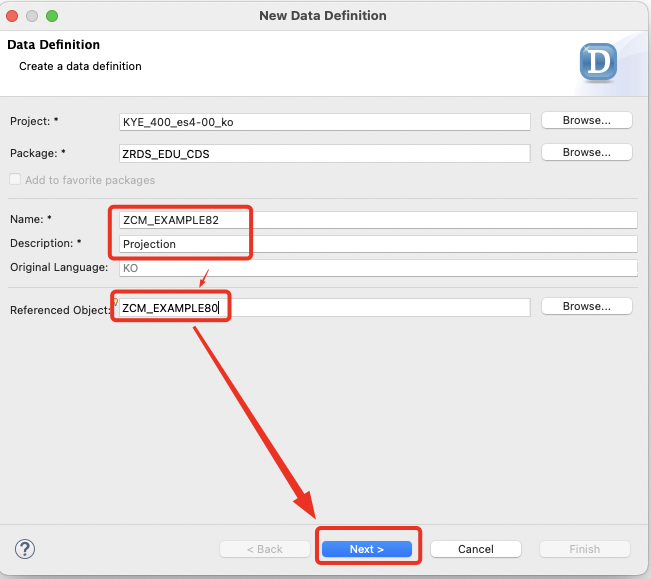 New Data Definition
Data Definition
Create a data definition
D
Project: *
KYE_400_es4-00_ko
Browse...
Package: *
ZRDS_EDU_CDS
Browse...
Add to favorite packages
Name: *
ZCM_EXAMPLE82
Description: *
Projection
Original Language:
KO
Referenced Object:
ZCM_EXAMPLE80
Browse...
?
< Back
Next >
Cancel
Finish